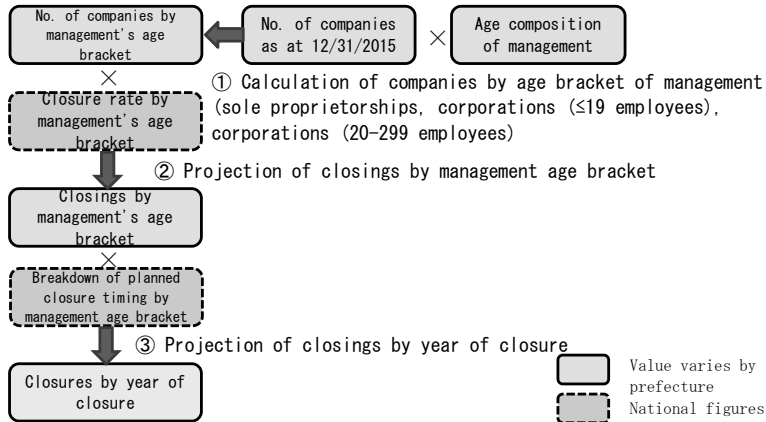 No. of companies by
management's age
bracket
No. of companies
as at 12/31/2015
×
Age composition
of management
×
① Calculation of companies by age bracket of management
(sole proprietorships, corporations (≤19 employees),
corporations (20-299 employees)
Closure rate by
management's age
bracket
② Projection of closings by management age bracket
Closings by
management's age
bracket
×
Breakdown of planned
closure timing by
management age bracket
③ Projection of closings by year of closure
Closures by year of
closure
Value varies by
prefecture
National figures